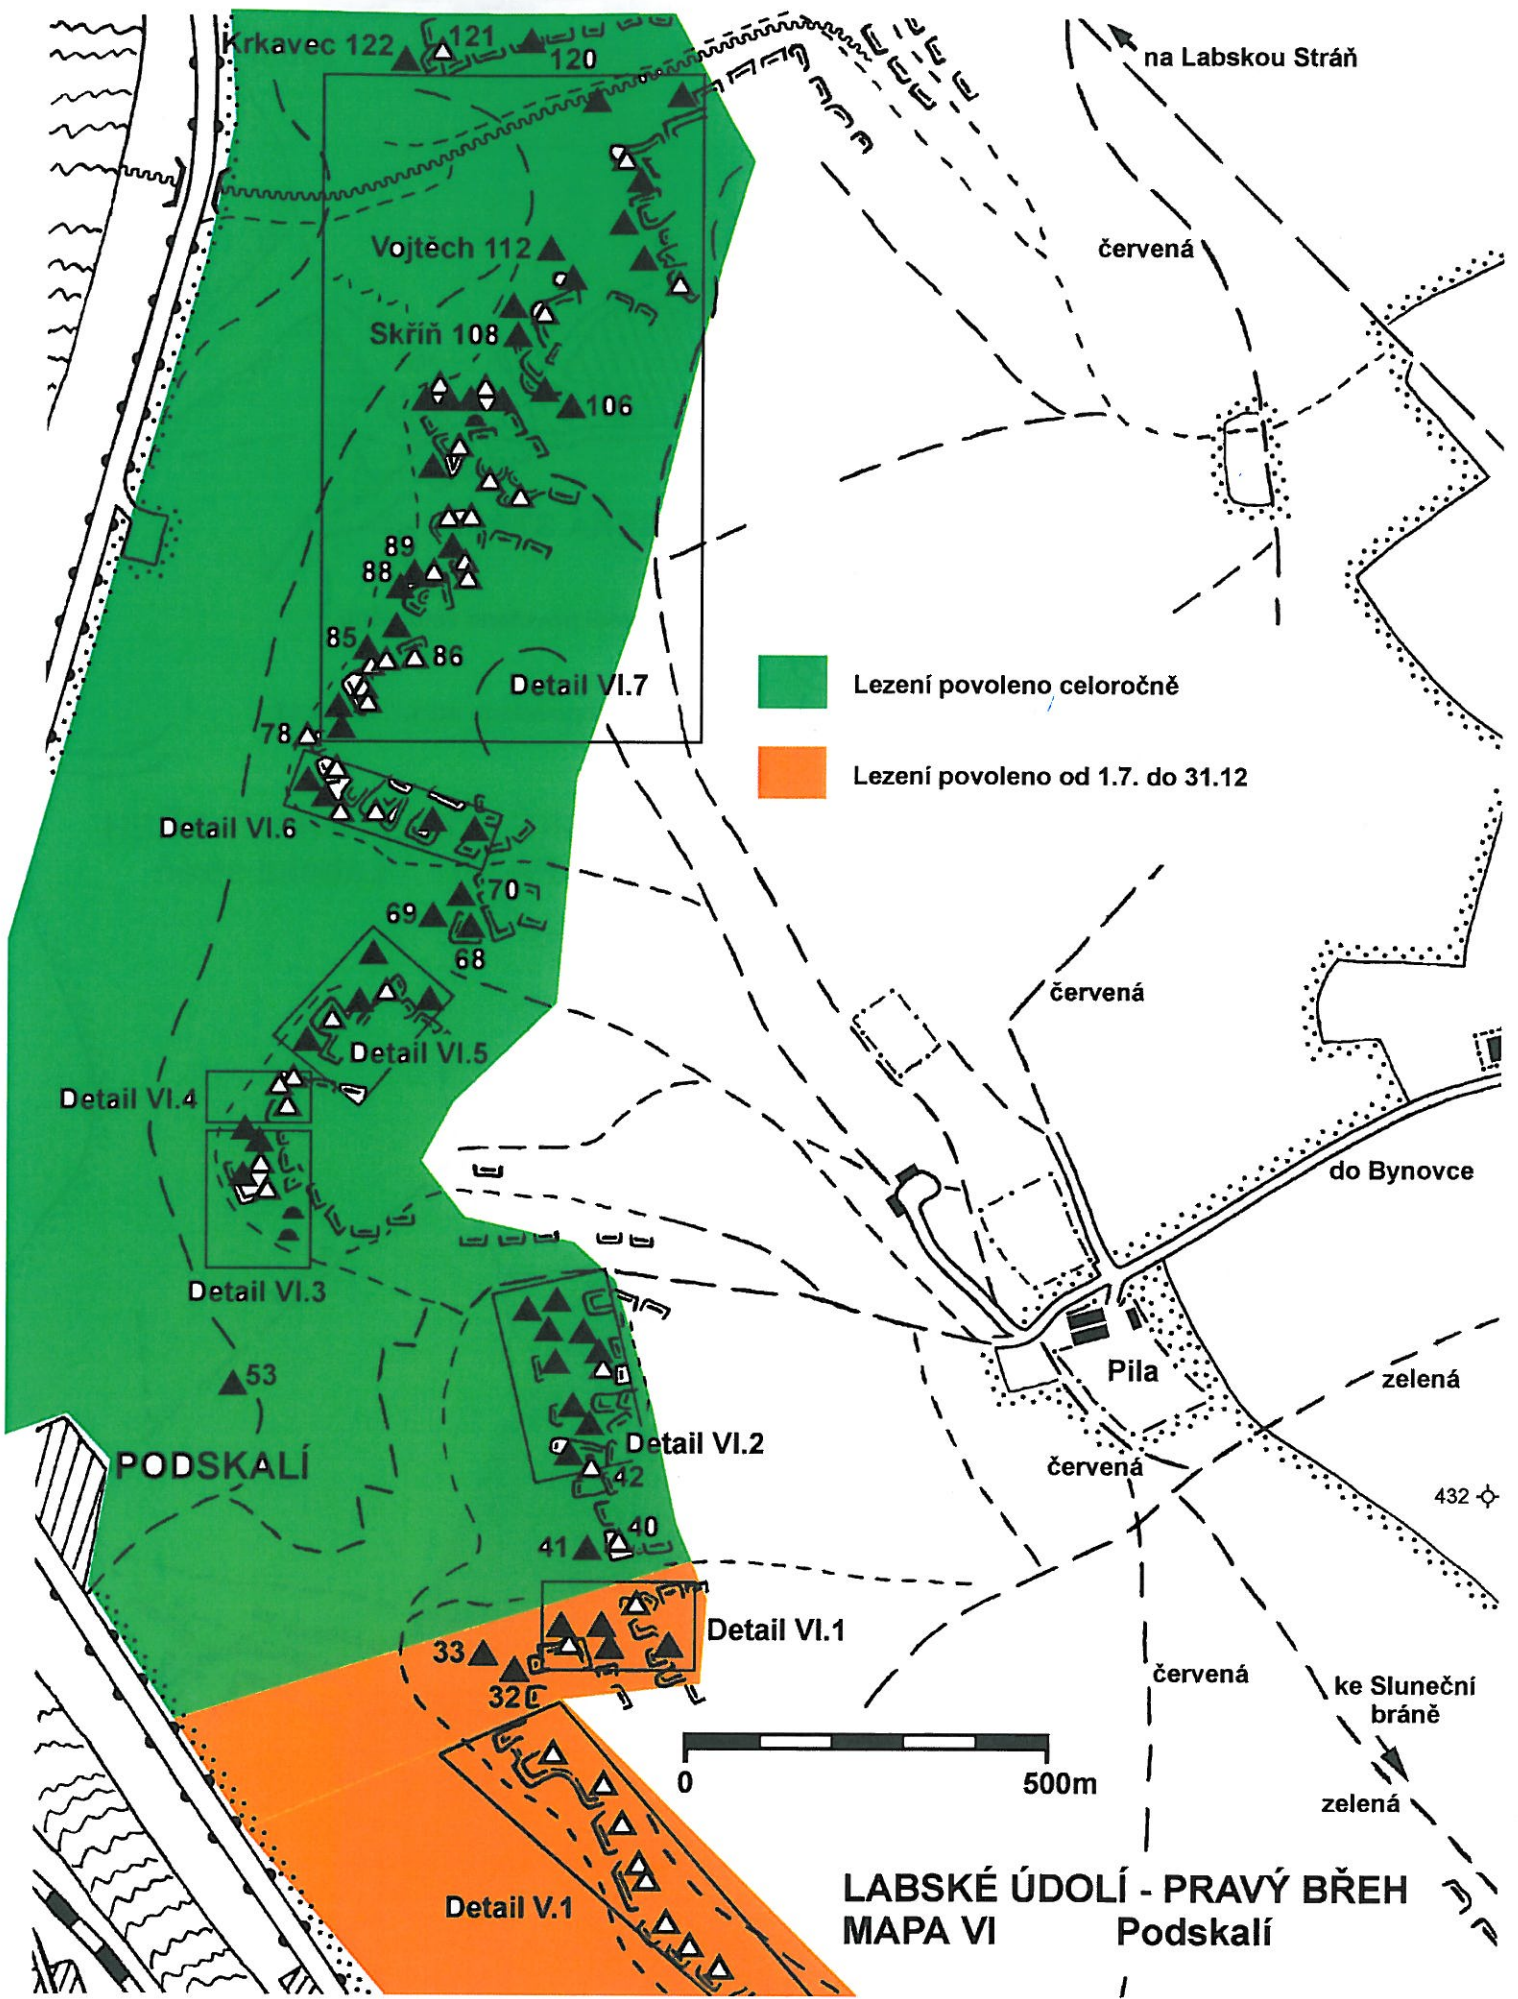 Krkavec 122
121
120
na Labskou Stráň
Vojtěch 112
červená
Skříň 108
106
89
88
85
86
Detail VI.7
Lezení povoleno celoročně
78
Lezení povoleno od 1.7. do 31.12
Detail VI.6
70
69
68
červená
Detail VI.5
Detail VI.4
do Bynovce
Detail VI.3
53
Pila
zelená
Detail VI.2
PODSKALÍ
červená
42
432
40
41
Detail VI.1
33
32
červená
ke Sluneční
bráně
0
500m
zelená
Detail V.1
LABSKÉ ÚDOLÍ - PRAVÝ BŘEH
MAPA VI Podskalí